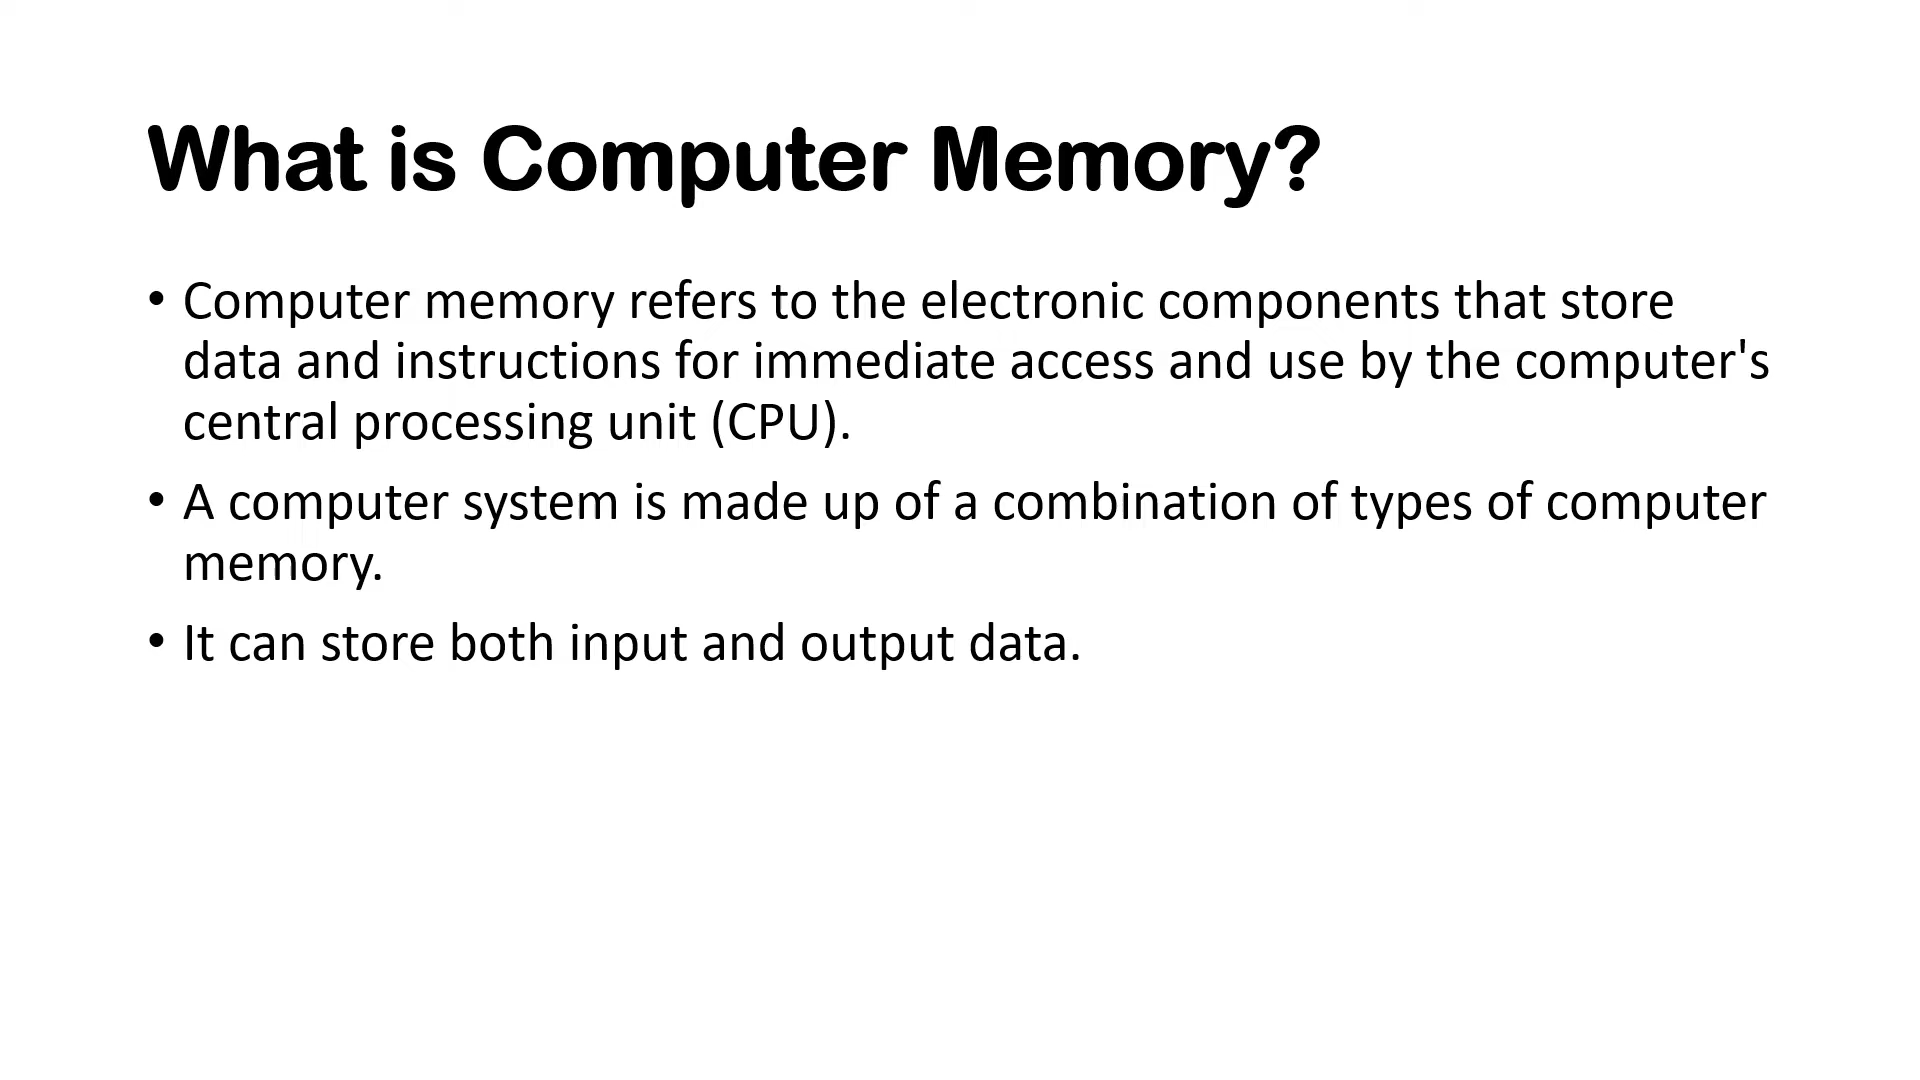 What is Computer Memory?
• Computer memory refers to the electronic components that store
data and instructions for immediate access and use by the computer's
central processing unit (CPU).
• A computer system is made up of a combination of types of computer
memory.
• It can store both input and output data.